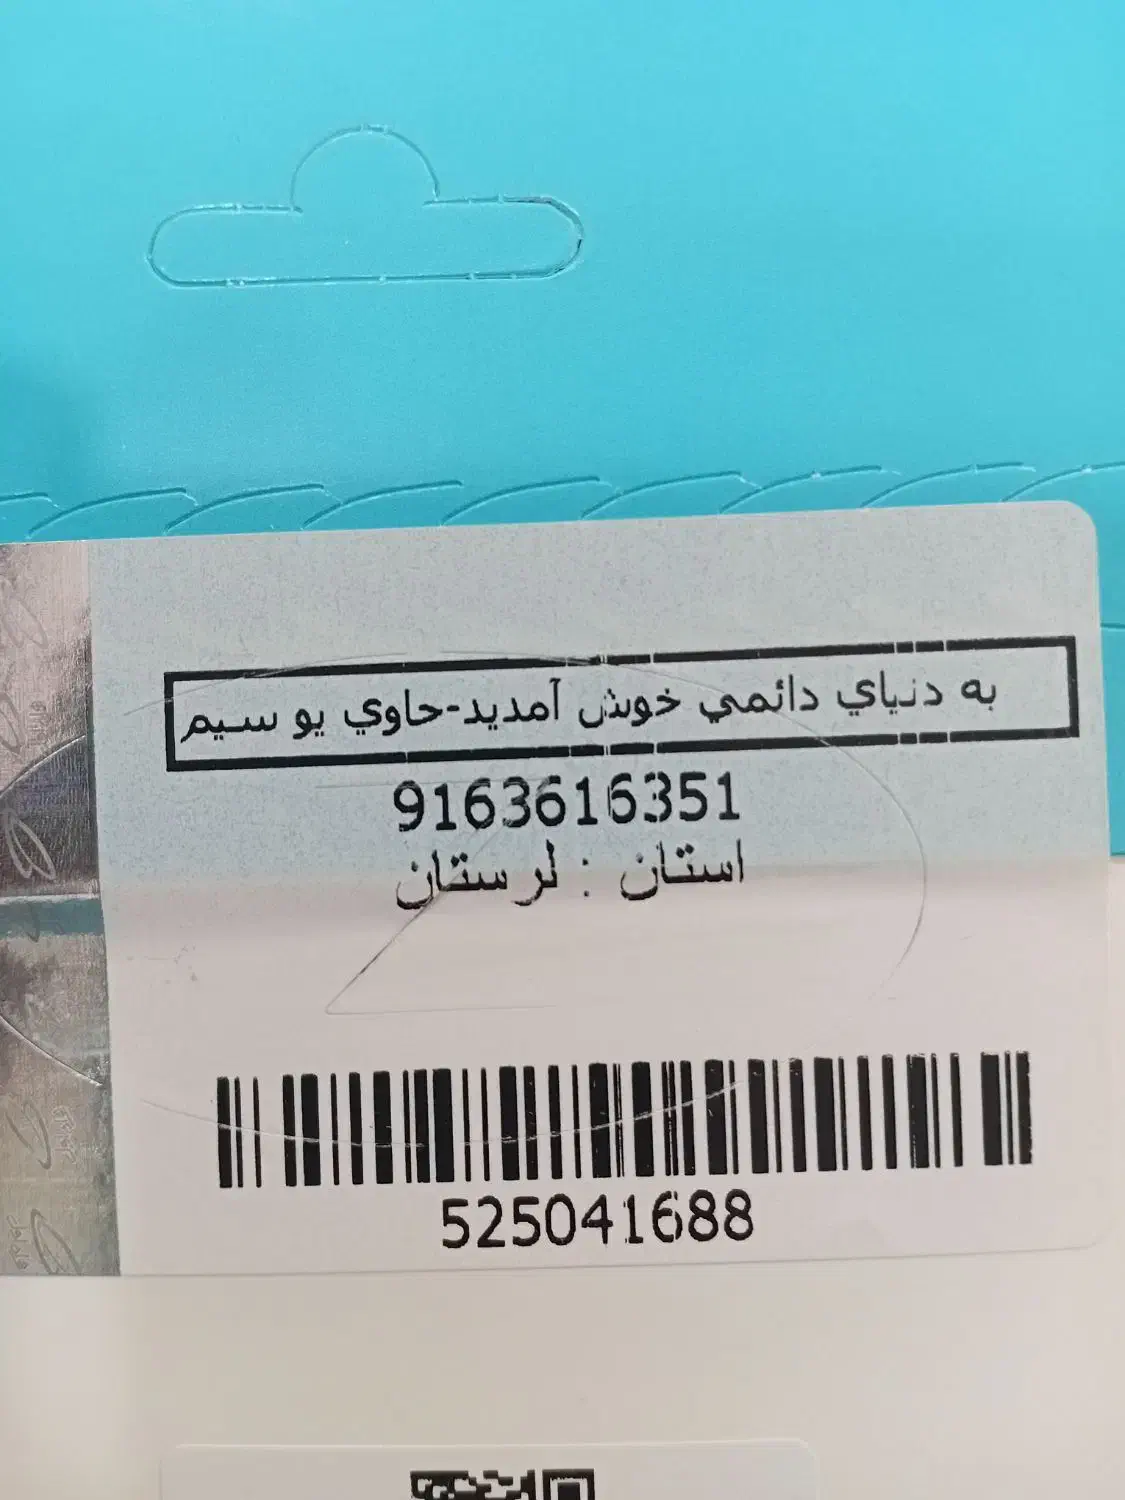 به دنياي دائمي خوش آمديد-حاوي يو سيم
9163616351
استان : لرستان
525041688